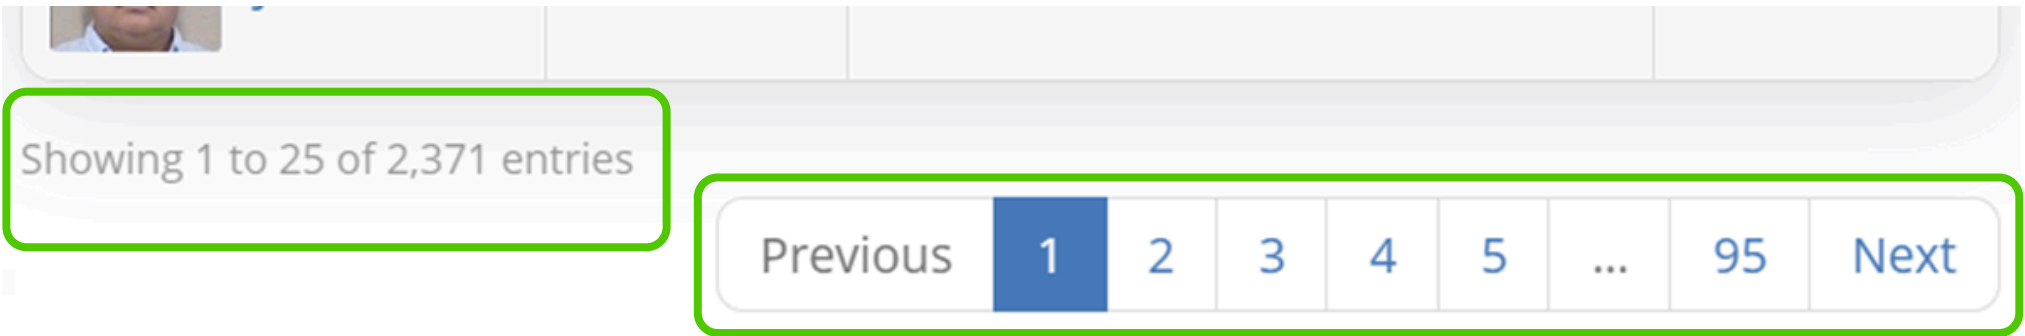 Showing 1 to 25 of 2,371 entries
Previous 1 2 3 4 5 ... 95 Next